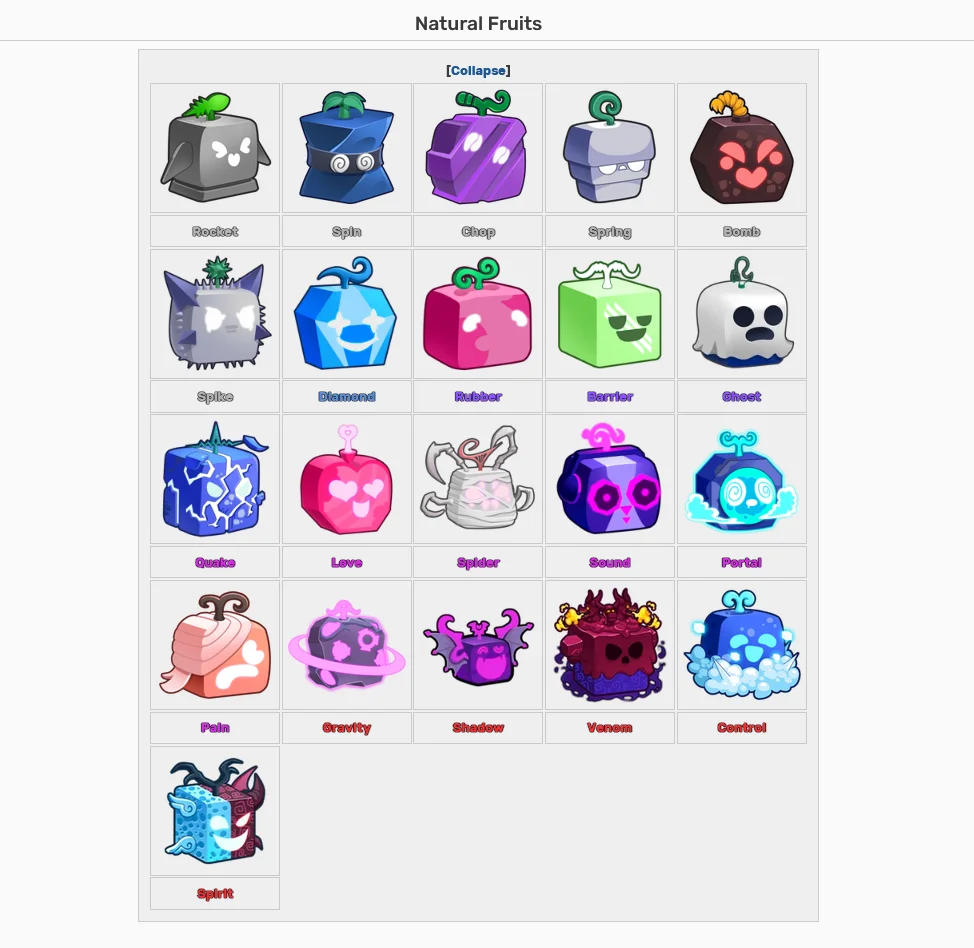 Natural Fruits
[Collapse]
Rocket
Spin
Chop
Spring
Bomb
Spike
Diamond
Rubber
Barrier
Ghost
Quake
Love
Spider
Sound
Portal
Pain
Gravity
Shadow
Venom
Control
Spirit